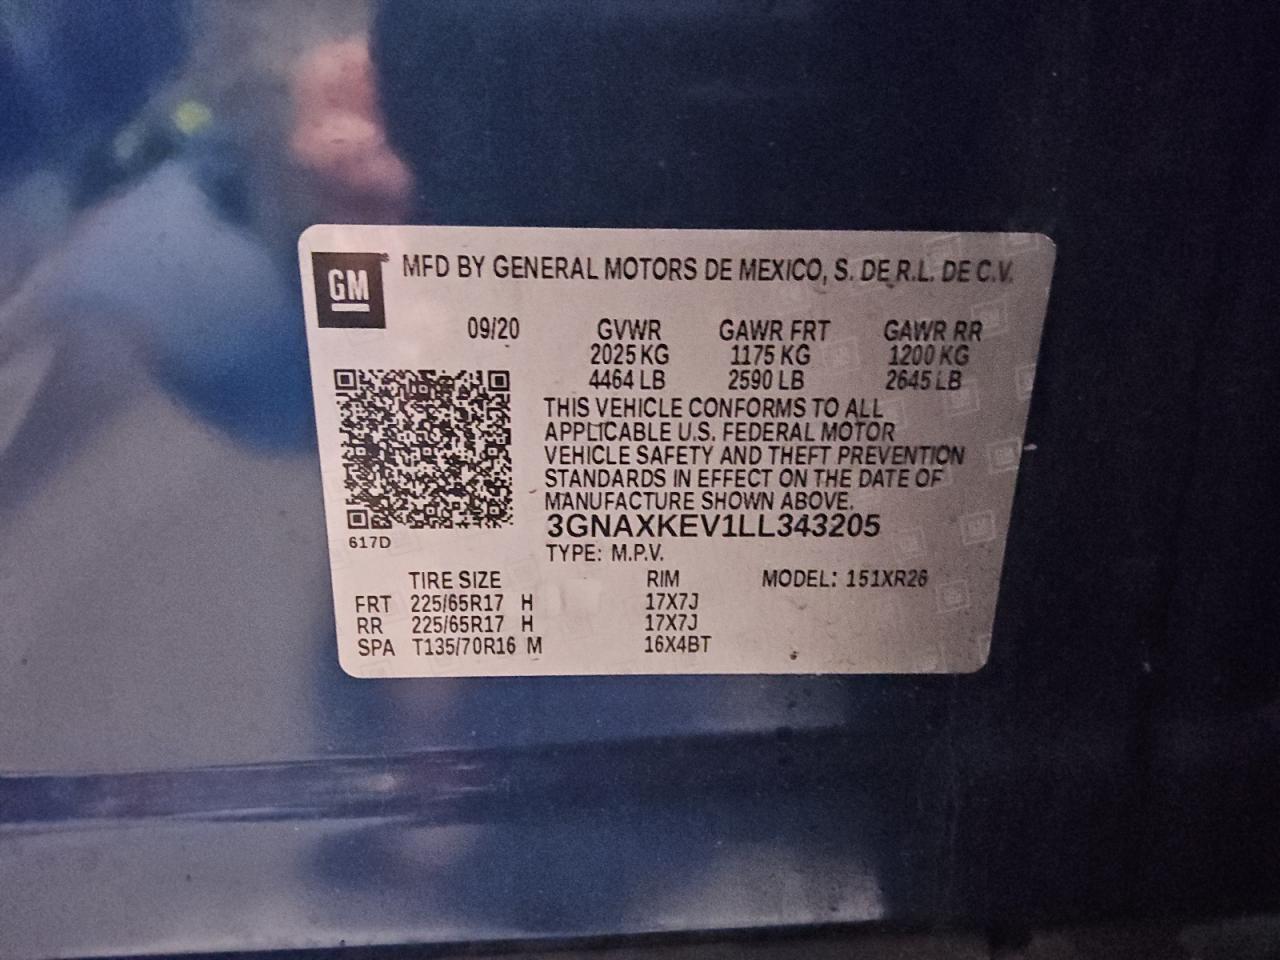 GM
MFD BY GENERAL MOTORS DE MEXICO, S. DE R.L. DE C.V.
09/20 GVWR GAWR FRT GAWR RR
2025 KG 1175 KG 1200 KG
4464 LB 2590 LB 2645 LB
THIS VEHICLE CONFORMS TO ALL
APPLICABLE U.S. FEDERAL MOTOR
VEHICLE SAFETY AND THEFT PREVENTION
STANDARDS IN EFFECT ON THE DATE OF
MANUFACTURE SHOWN ABOVE.
3GNAXKEV1LL343205
617D
TYPE: M.P.V.
TIRE SIZE RIM MODEL: 151XR26
FRT 225/65R17 H 17X7J
RR 225/65R17 H 17X7J
SPA T135/70R16 M 16X4BT